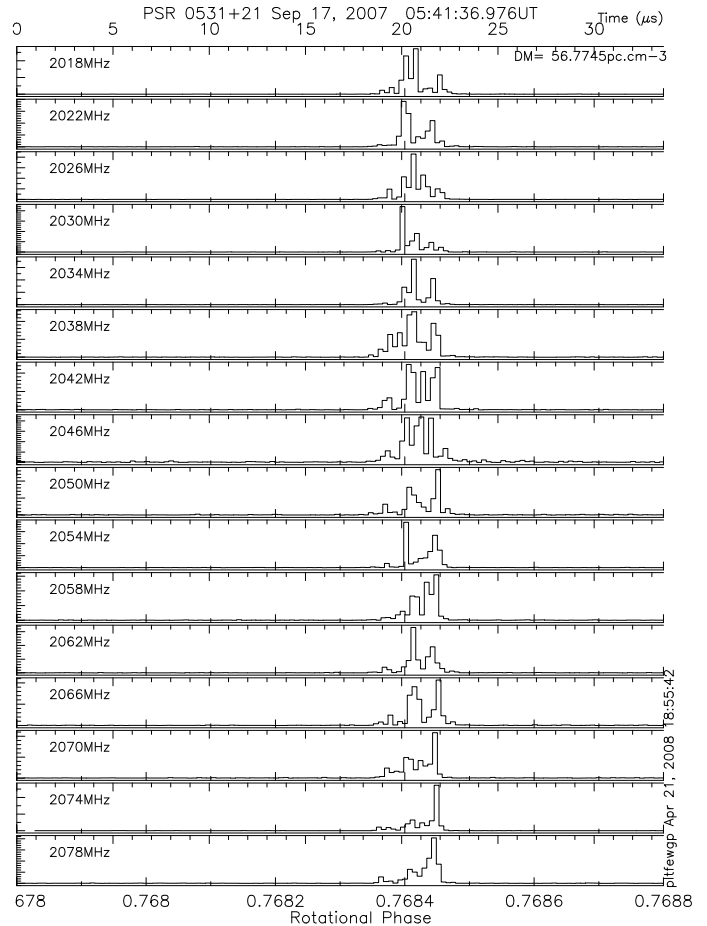 PSR 0531+21 Sep 17, 2007 05:41:36.976UT
0 5 10 15 20 25 30 Time (μs)
DM= 56.7745pc.cm-3
2018MHz
2022MHz
2026MHz
2030MHz
2034MHz
2038MHz
2042MHz
2046MHz
2050MHz
2054MHz
2058MHz
2062MHz
2066MHz
2070MHz
2074MHz
2078MHz
pltfewgp Apr 21, 2008 18:55:42
678 0.768 0.7682 0.7684 0.7686 0.7688
Rotational Phase